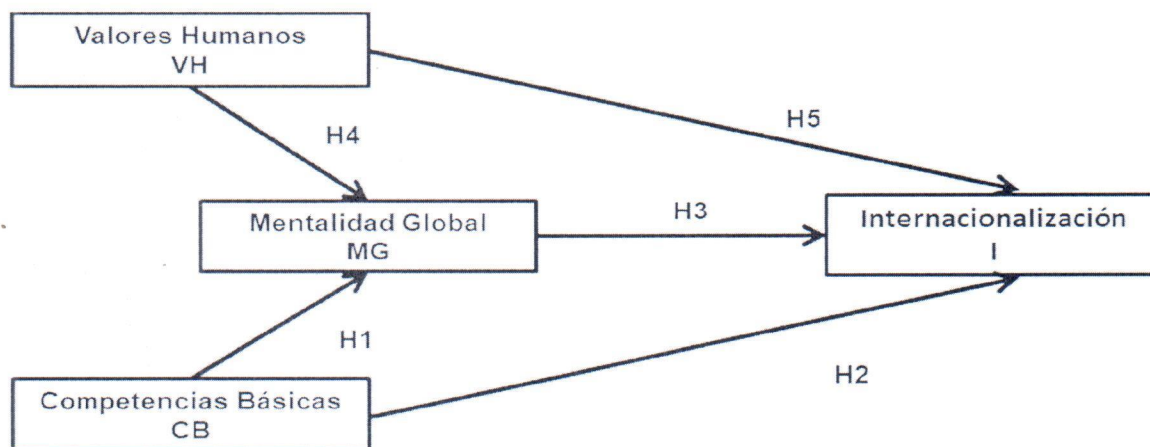 Valores Humanos
VH
H4
H5
Mentalidad Global
MG
H3
Internacionalización
I
H1
H2
Competencias Básicas
CB